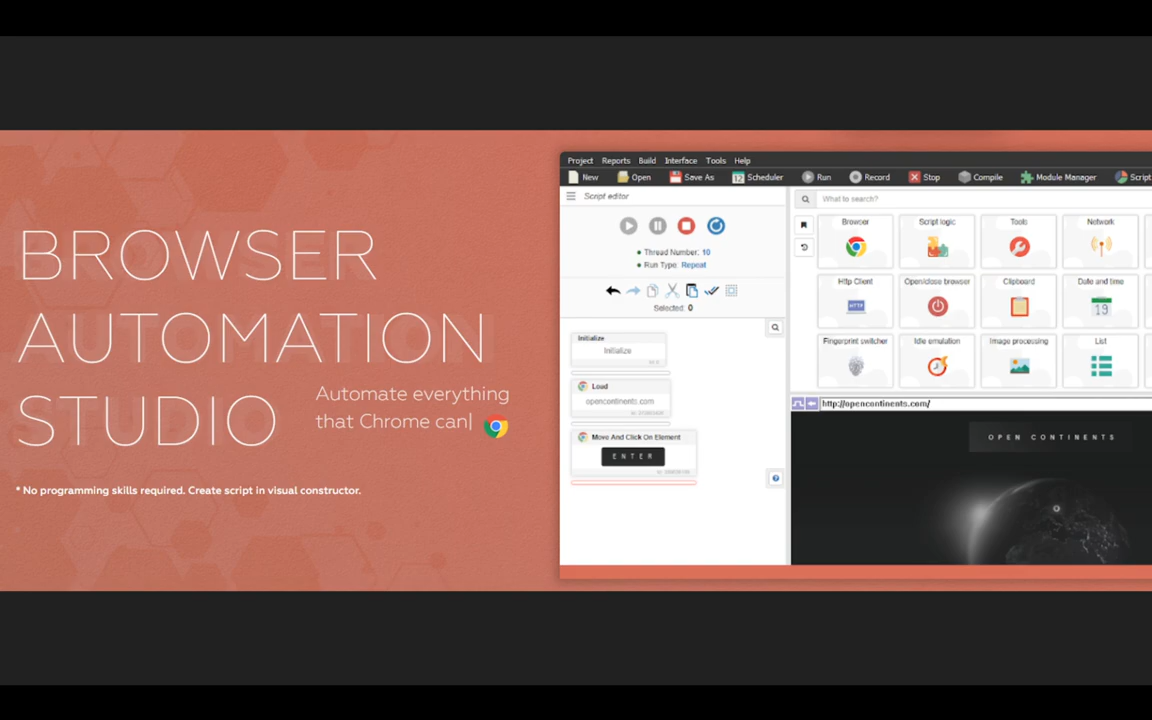 BROWSER
AUTOMATION
STUDIO
Automate everything
that Chrome can|
* No programming skills required. Create script in visual constructor.
Project Reports Build Interface Tools Help
New Open Save As Scheduler Run Record Stop Compile Module Manager Script
Script editor
Thread Number: 10
Run Type: Repeat
Selected: 0
Initialize
Initialize
Load
opencontinents.com
Move And Click On Element
ENTER
What to search?
Browser Script logic Tools Network
Http Client Open/close browser Clipboard Date and time
19
Fingerprint switcher Idle emulation Image processing List
http://opencontinents.com/
OPEN CONTINENTS